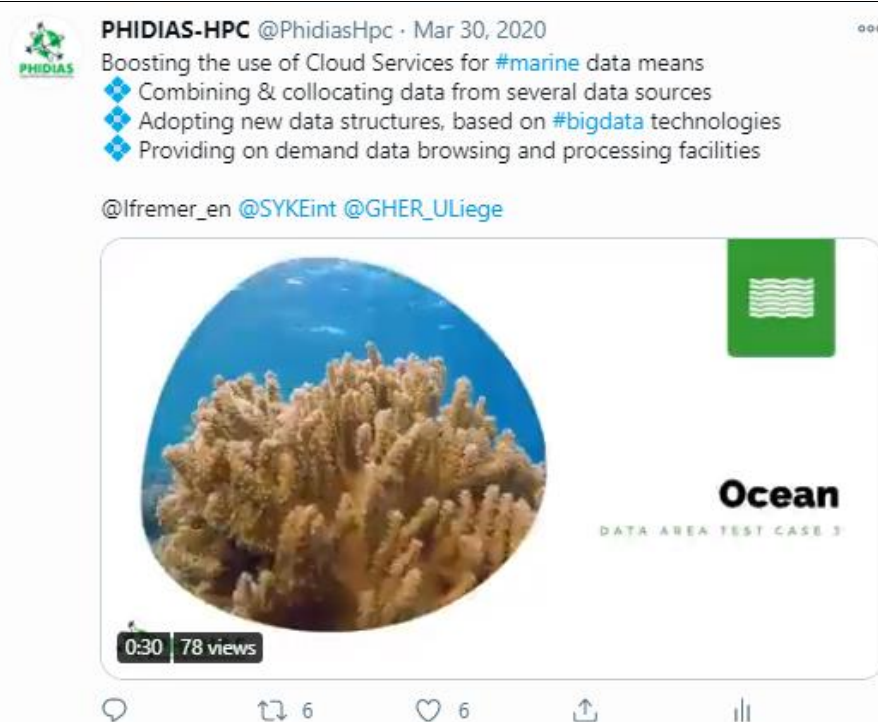 PHIDIAS-HPC @PhidiasHpc · Mar 30, 2020
PHIDIAS
Boosting the use of Cloud Services for #marine data means
Combining & collocating data from several data sources
Adopting new data structures, based on #bigdata technologies
Providing on demand data browsing and processing facilities
@Ifremer_en @SYKEint @GHER_ULiege
Ocean
DATA AREA TEST CASE 3
0:30 78 views
6 6